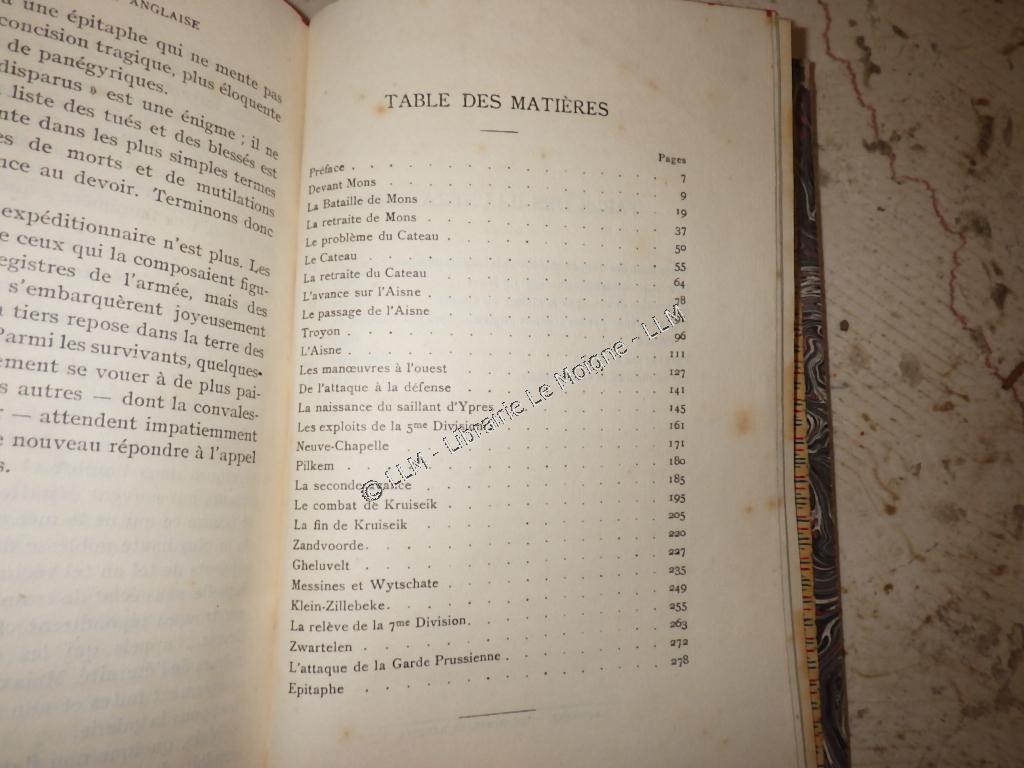 ANGLAISE
une épitaphe qui ne mente pas
concision tragique, plus éloquente
de panégyriques.
disparus » est une énigme ; il ne
liste des tués et des blessés est
dans les plus simples termes
de morts et de mutilations
au devoir. Terminons donc
expéditionnaire n'est plus. Les
ceux qui la composaient figu-
registres de l'armée, mais des
s'embarquèrent joyeusement
tiers repose dans la terre des
Parmi les survivants, quelques-
se vouer à de plus pai-
autres — dont la convales-
— attendent impatiemment
nouveau répondre à l'appel
TABLE DES MATIÈRES
Pages
Préface . . . 7
Devant Mons . . . 9
La Bataille de Mons . . . 19
La retraite de Mons . . . 37
Le problème du Cateau . . . 50
Le Cateau . . . 55
La retraite du Cateau . . . 64
L'avance sur l'Aisne . . . 78
Le passage de l'Aisne
Troyon . . . 96
L'Aisne . . . 111
Les manœuvres à l'ouest . . . 127
De l'attaque à la défense . . . 141
La naissance du saillant d'Ypres . . . 145
Les exploits de la 5me Division . . . 161
Neuve-Chapelle . . . 171
Pilkem . . . 180
La seconde avance . . . 185
Le combat de Kruiseik . . . 195
La fin de Kruiseik . . . 205
Zandvoorde . . . 220
Gheluvelt . . . 227
Messines et Wytschate . . . 235
Klein-Zillebeke . . . 249
La relève de la 7me Division . . . 255
Zwartelen . . . 263
L'attaque de la Garde Prussienne . . . 272
Epitaphe . . . 278
© LLM - Librairie Le Moigne - LLM